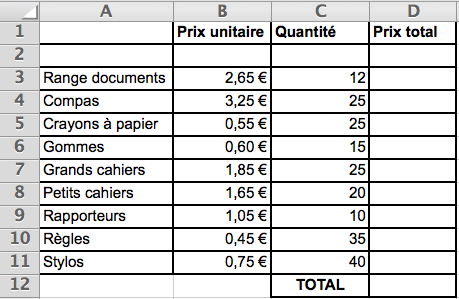 A B C D
1 Prix unitaire Quantité Prix total
2
3 Range documents 2,65 € 12
4 Compas 3,25 € 25
5 Crayons à papier 0,55 € 25
6 Gommes 0,60 € 15
7 Grands cahiers 1,85 € 25
8 Petits cahiers 1,65 € 20
9 Rapporteurs 1,05 € 10
10 Règles 0,45 € 35
11 Stylos 0,75 € 40
12 TOTAL